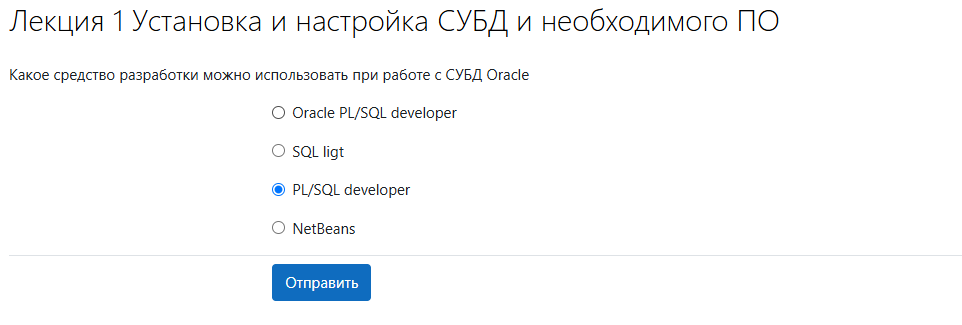 Лекция 1 Установка и настройка СУБД и необходимого ПО
Какое средство разработки можно использовать при работе с СУБД Oracle
Oracle PL/SQL developer
SQL ligt
PL/SQL developer
NetBeans
Отправить